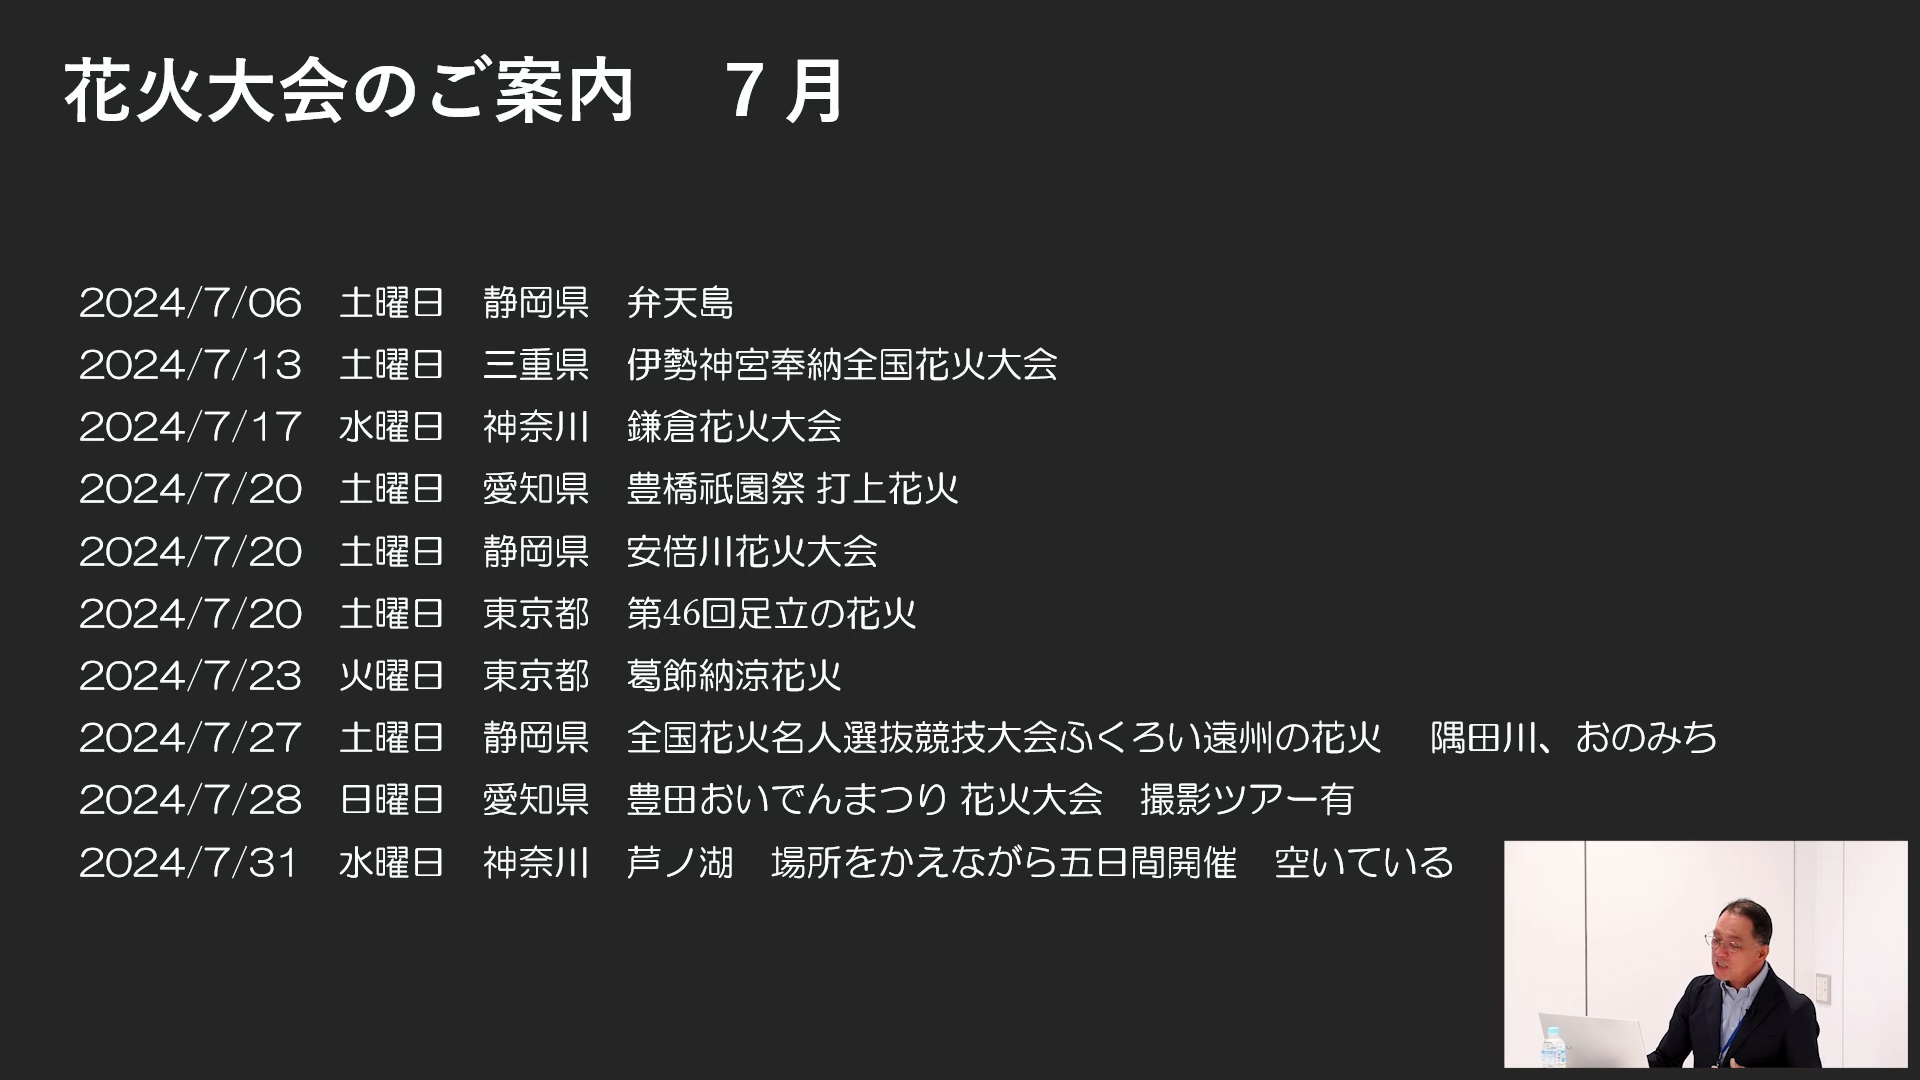 花火大会のご案内　７月
2024/7/06　土曜日　静岡県　弁天島
2024/7/13　土曜日　三重県　伊勢神宮奉納全国花火大会
2024/7/17　水曜日　神奈川　鎌倉花火大会
2024/7/20　土曜日　愛知県　豊橋祇園祭 打上花火
2024/7/20　土曜日　静岡県　安倍川花火大会
2024/7/20　土曜日　東京都　第46回足立の花火
2024/7/23　火曜日　東京都　葛飾納涼花火
2024/7/27　土曜日　静岡県　全国花火名人選抜競技大会ふくろい遠州の花火　隅田川、おのみち
2024/7/28　日曜日　愛知県　豊田おいでんまつり 花火大会　撮影ツアー有
2024/7/31　水曜日　神奈川　芦ノ湖　場所をかえながら五日間開催　空いている